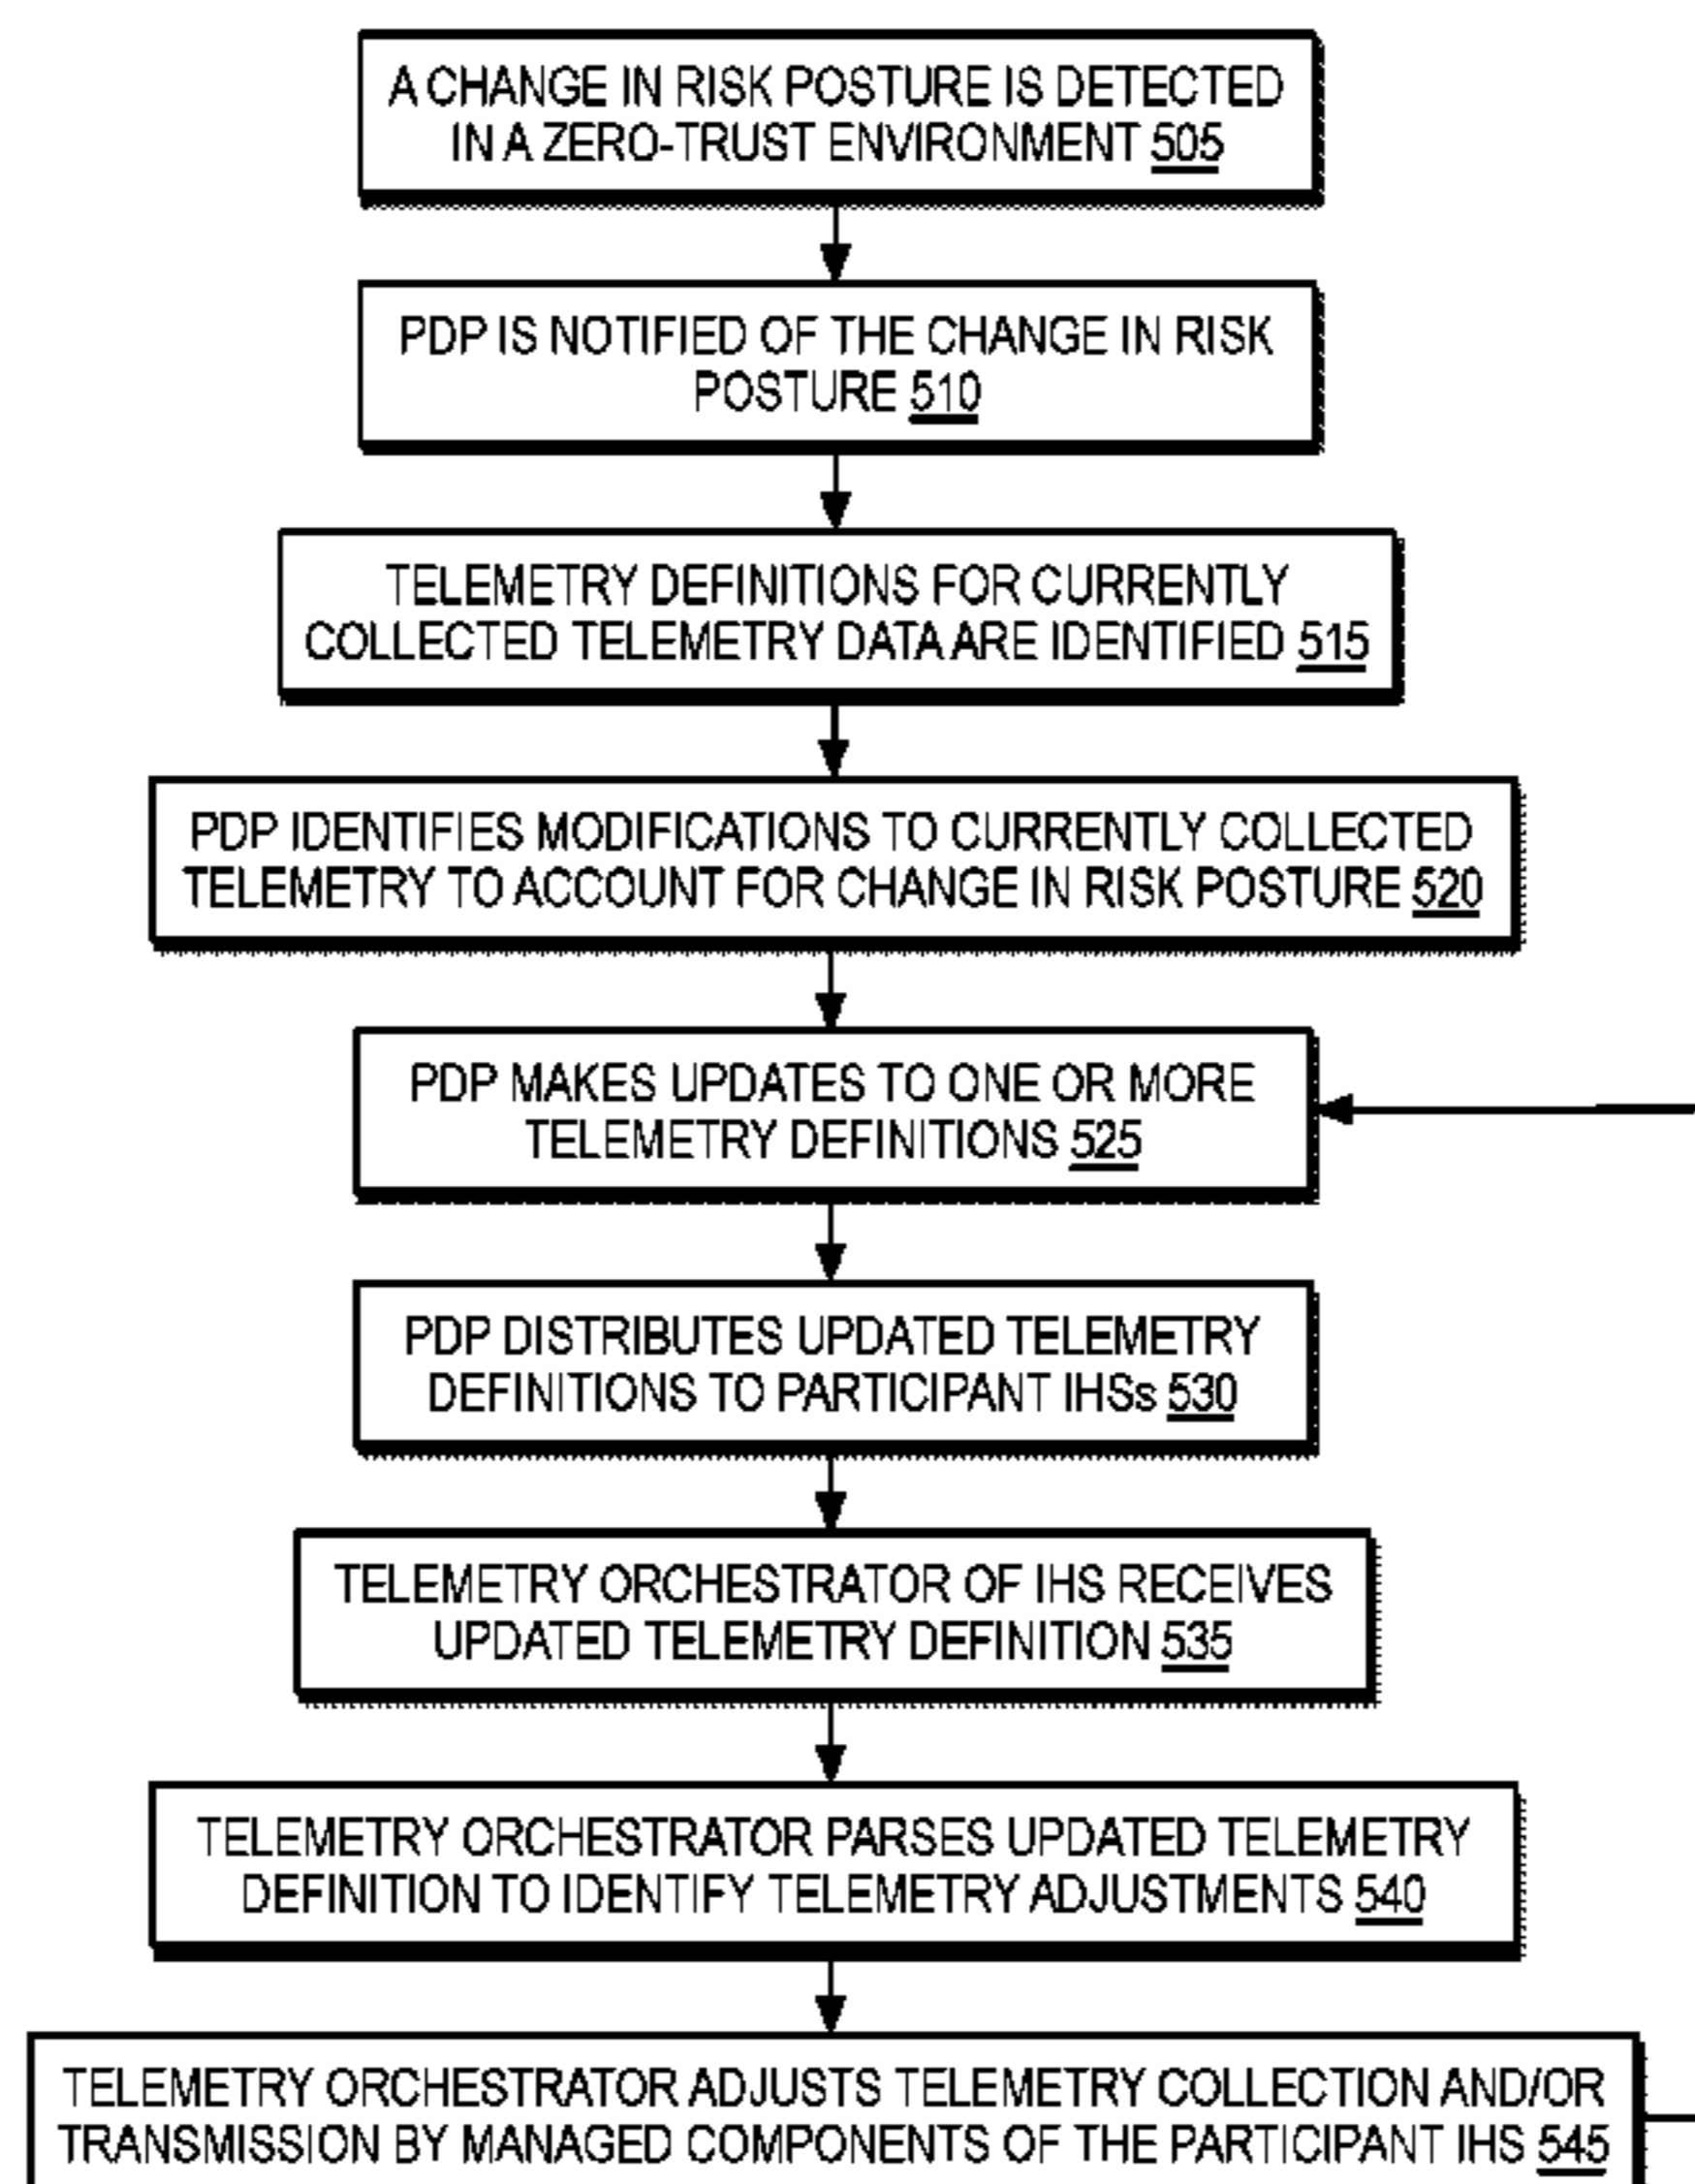 A CHANGE IN RISK POSTURE IS DETECTED
IN A ZERO-TRUST ENVIRONMENT 505
PDP IS NOTIFIED OF THE CHANGE IN RISK
POSTURE 510
TELEMETRY DEFINITIONS FOR CURRENTLY
COLLECTED TELEMETRY DATA ARE IDENTIFIED 515
PDP IDENTIFIES MODIFICATIONS TO CURRENTLY COLLECTED
TELEMETRY TO ACCOUNT FOR CHANGE IN RISK POSTURE 520
PDP MAKES UPDATES TO ONE OR MORE
TELEMETRY DEFINITIONS 525
PDP DISTRIBUTES UPDATED TELEMETRY
DEFINITIONS TO PARTICIPANT IHSs 530
TELEMETRY ORCHESTRATOR OF IHS RECEIVES
UPDATED TELEMETRY DEFINITION 535
TELEMETRY ORCHESTRATOR PARSES UPDATED TELEMETRY
DEFINITION TO IDENTIFY TELEMETRY ADJUSTMENTS 540
TELEMETRY ORCHESTRATOR ADJUSTS TELEMETRY COLLECTION AND/OR
TRANSMISSION BY MANAGED COMPONENTS OF THE PARTICIPANT IHS 545